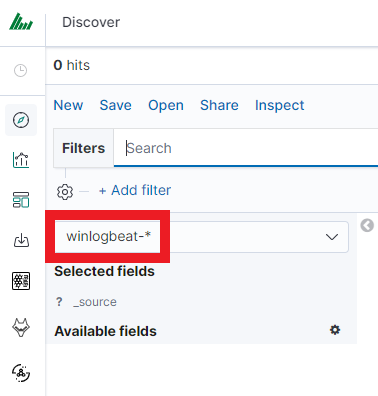 Discover
0 hits
New Save Open Share Inspect
Filters Search
+ Add filter
winlogbeat-*
Selected fields
? _source
Available fields